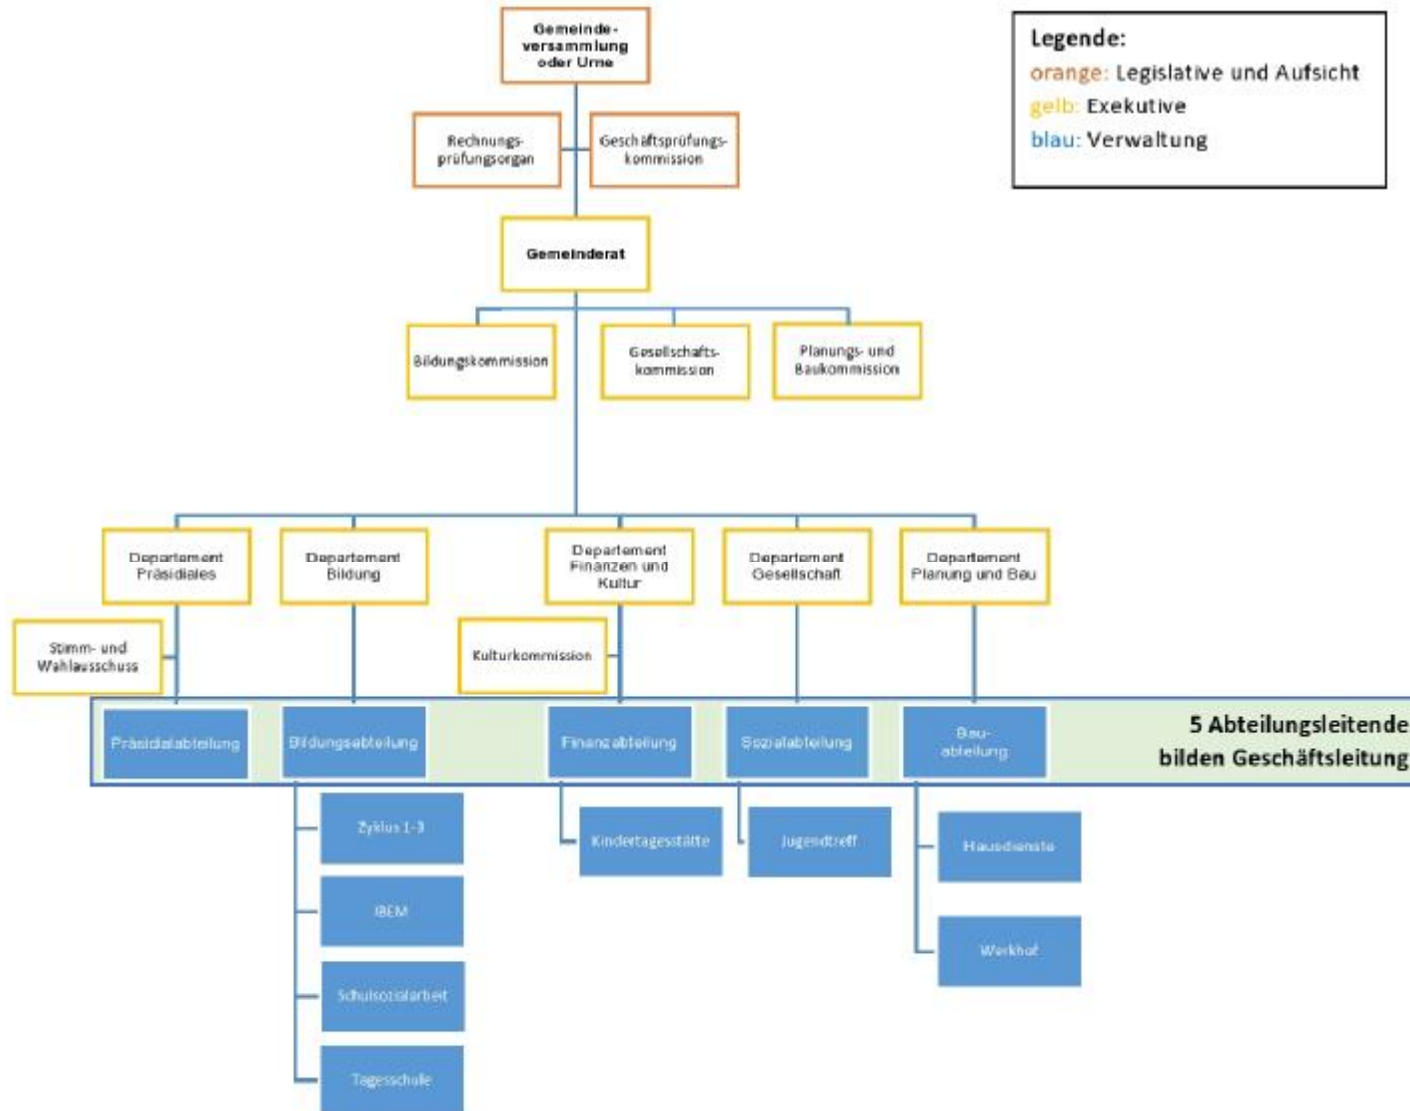 Gemeinde-
versammlung
oder Urne
Legende:
orange: Legislative und Aufsicht
gelb: Exekutive
blau: Verwaltung
Rechnungs-
prüfungsorgan
Geschäftsprüfungs-
kommission
Gemeinderat
Bildungskommission
Gesellschafts-
kommission
Planungs- und
Baukommission
Departement
Präsidiales
Departement
Bildung
Departement
Finanzen und
Kultur
Departement
Gesellschaft
Departement
Planung und Bau
Stimm- und
Wahlausschuss
Kulturkommission
Präsidialabteilung
Bildungsabteilung
Finanzabteilung
Sozialabteilung
Bau-
abteilung
5 Abteilungsleitende
bilden Geschäftsleitung
Zyklus 1-3
IBEM
Schulsozialarbeit
Tagesschule
Kindertagesstätte
Jugendtreff
Hausdienste
Werkhof